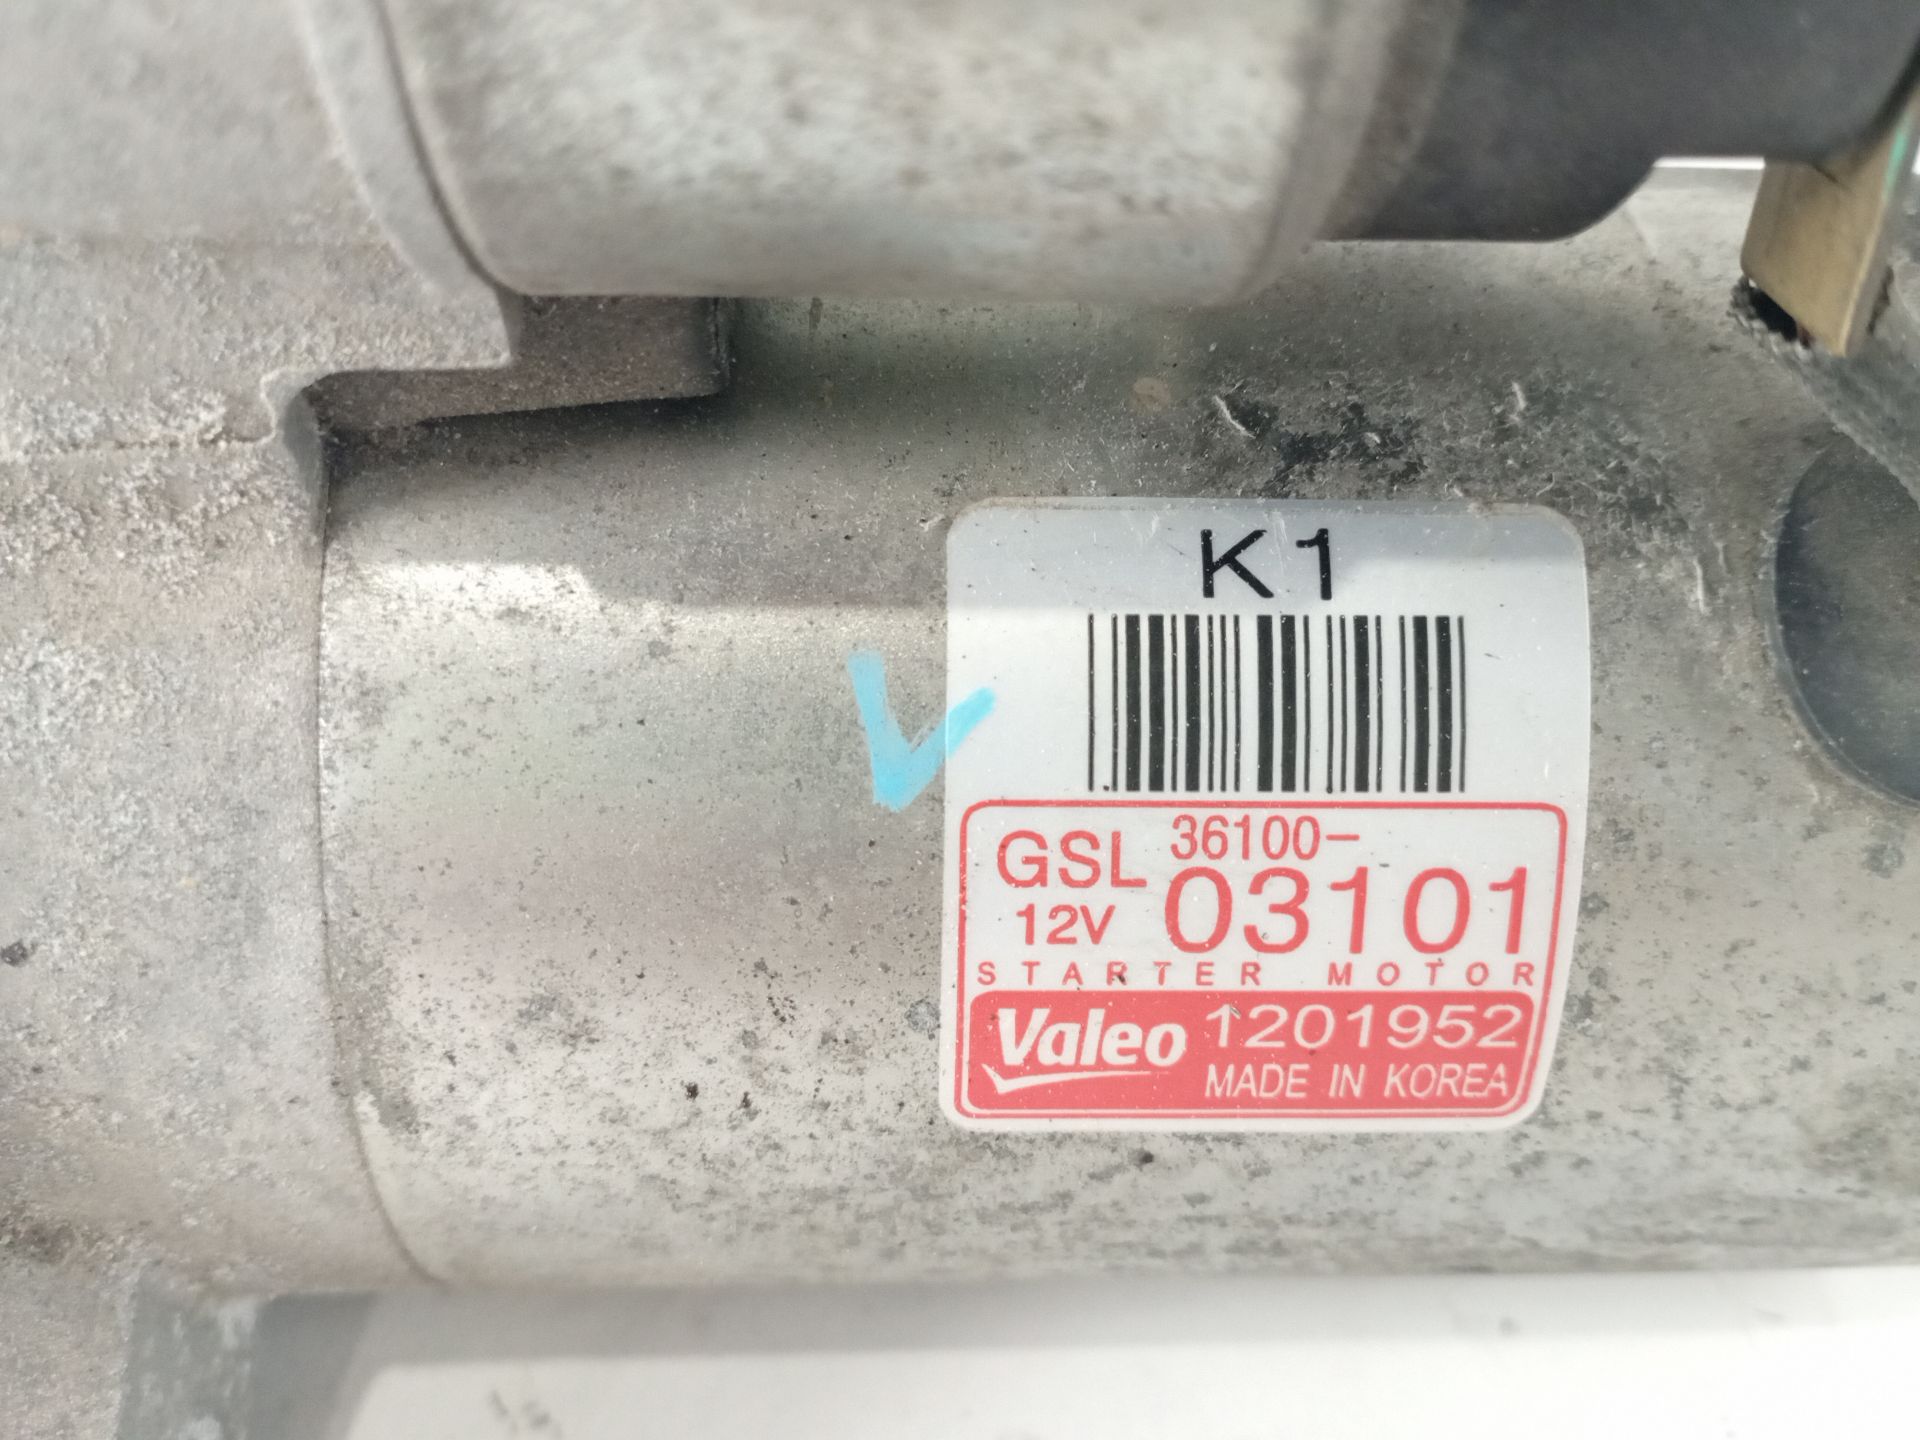 K1
GSL 36100-
12V 03101
STARTER MOTOR
Valeo 1201952
MADE IN KOREA